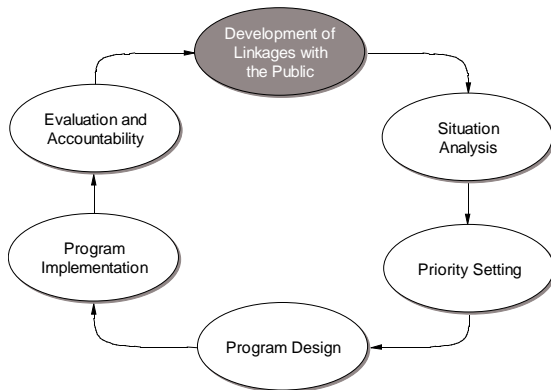 Development of
Linkages with
the Public
Situation
Analysis
Priority Setting
Program Design
Program
Implementation
Evaluation and
Accountability